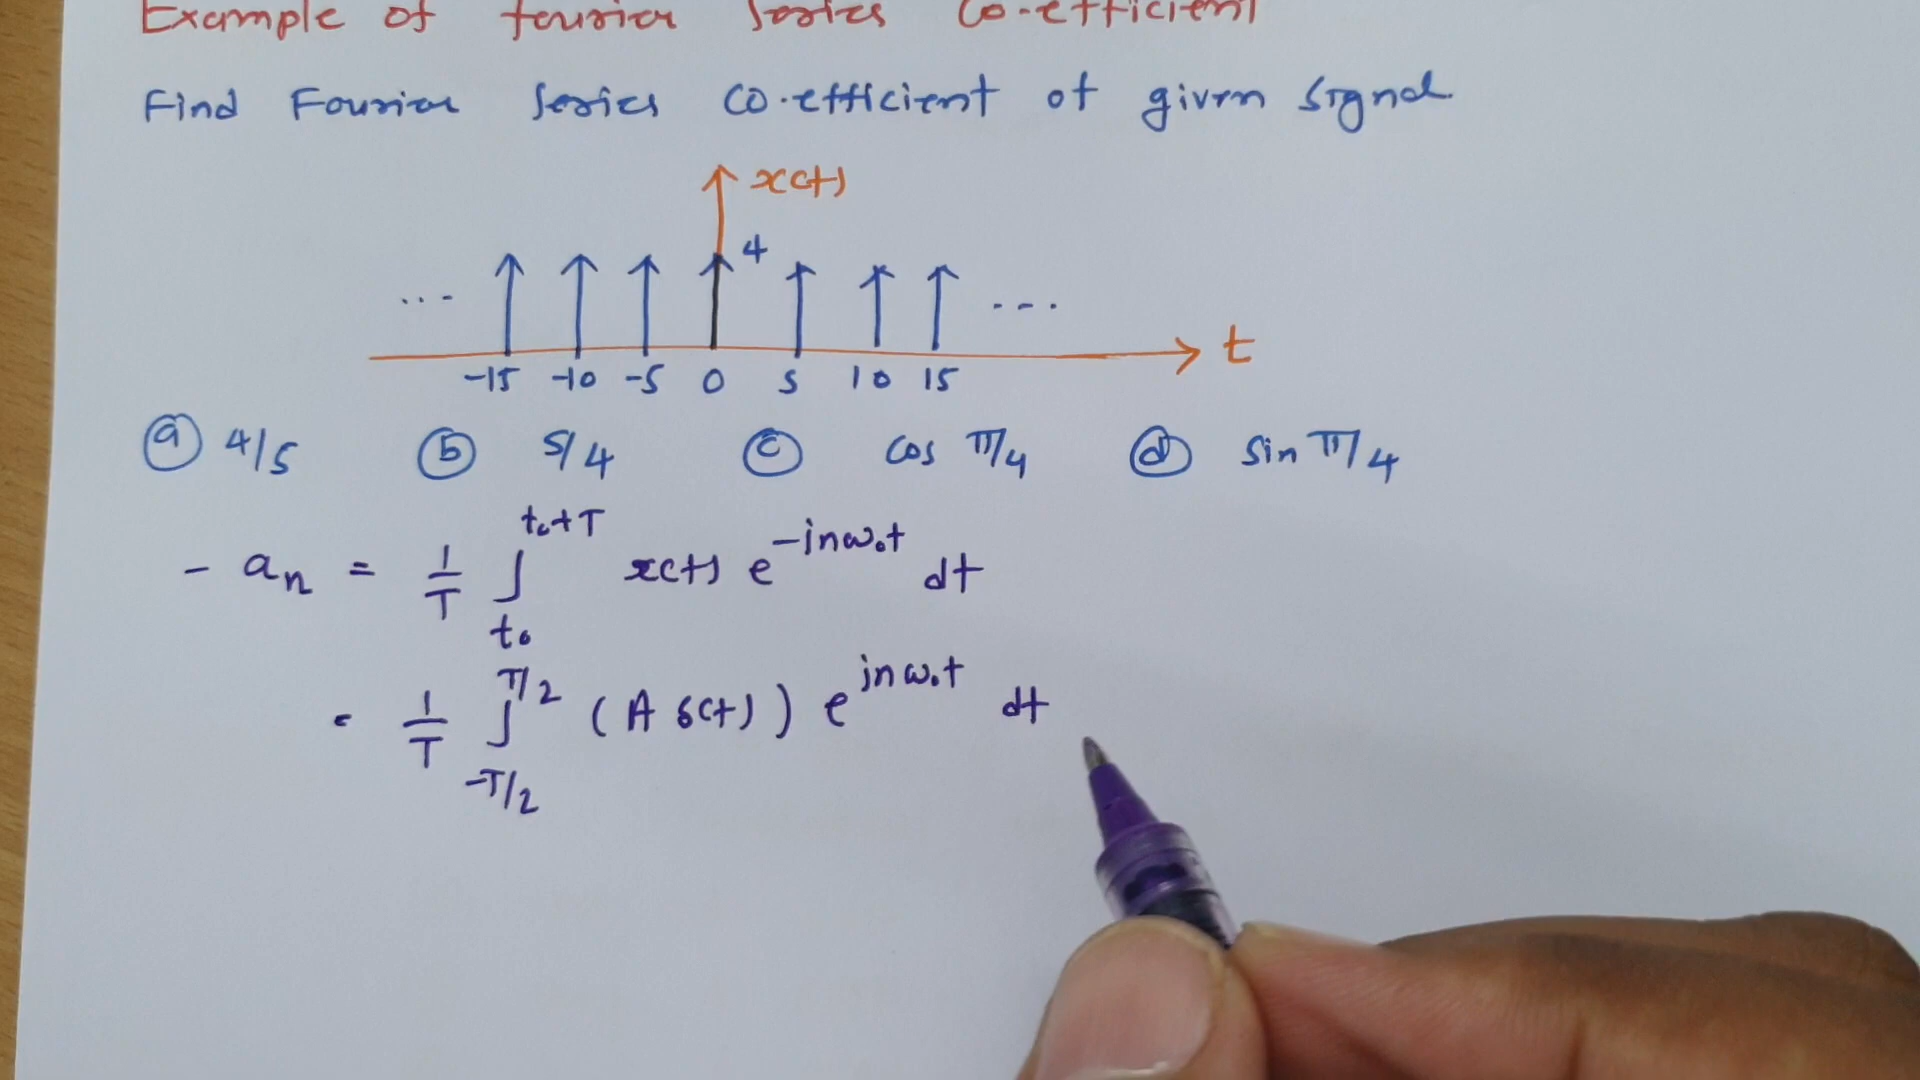 Example of fourier series co-efficient
Find Fourier Series co-efficient of given signal
x(t)
4
... ...
t
-15 -10 -5 0 5 10 15
(a) 4/5 (b) 5/4 (c) cos π/4 (d) sin π/4
- aₙ = 1/T ∫_{t₀}^{t₀+T} x(t) e^{-jnω₀t} dt
= 1/T ∫_{-T/2}^{T/2} (A δ(t)) e^{jnω₀t} dt